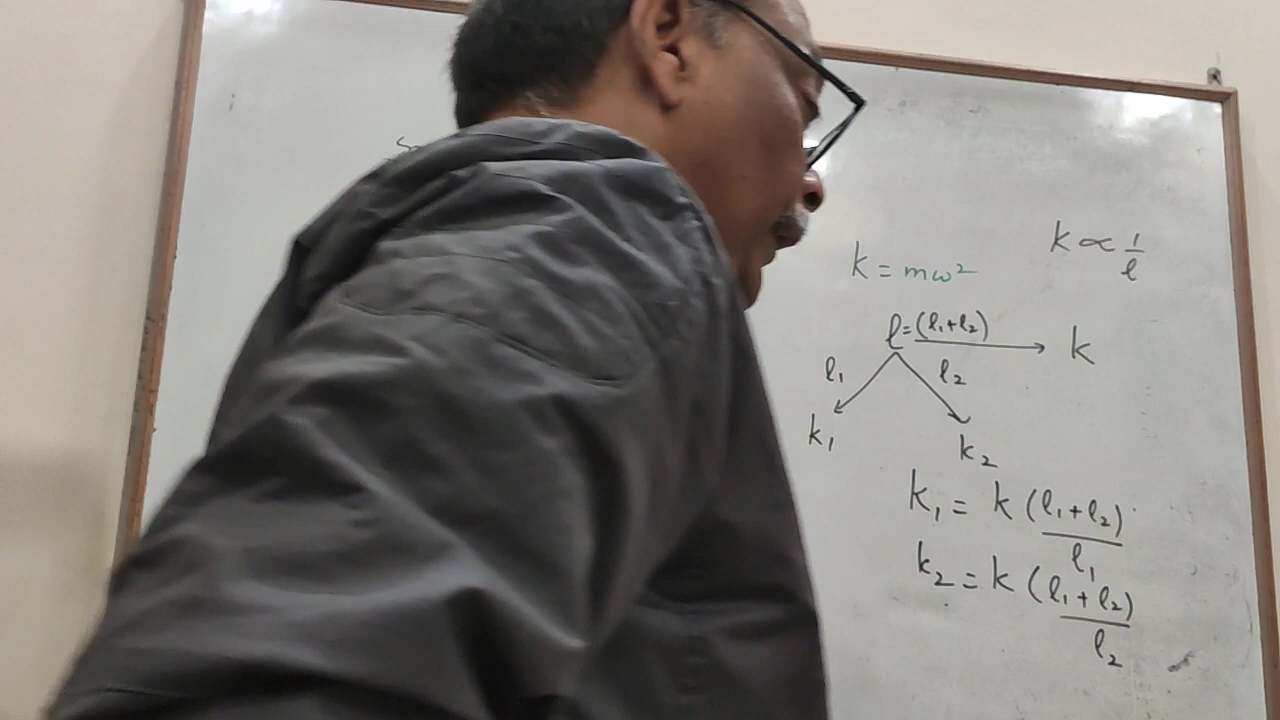 k = mω²
k ∝ 1/l
l = (l₁+l₂) → k
l₁ l₂
k₁ k₂
k₁ = k (l₁+l₂)/l₁
k₂ = k (l₁+l₂)/l₂